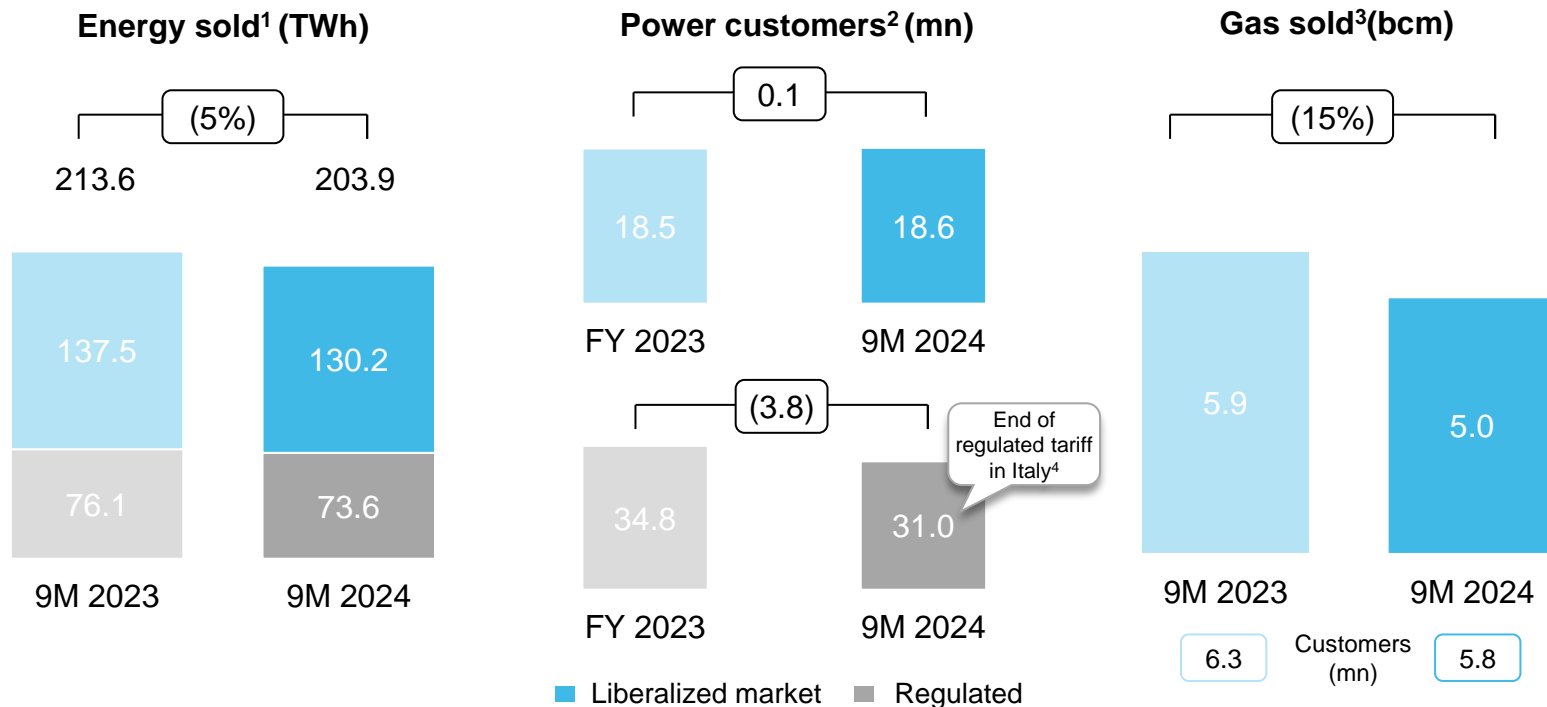 Energy sold¹ (TWh)
(5%)
213.6
203.9
137.5
130.2
76.1
73.6
9M 2023
9M 2024
Power customers² (mn)
0.1
18.5
18.6
FY 2023
9M 2024
(3.8)
End of
regulated tariff
in Italy⁴
34.8
31.0
FY 2023
9M 2024
Liberalized market
Regulated
Gas sold³(bcm)
(15%)
5.9
5.0
9M 2023
9M 2024
6.3
Customers
(mn)
5.8